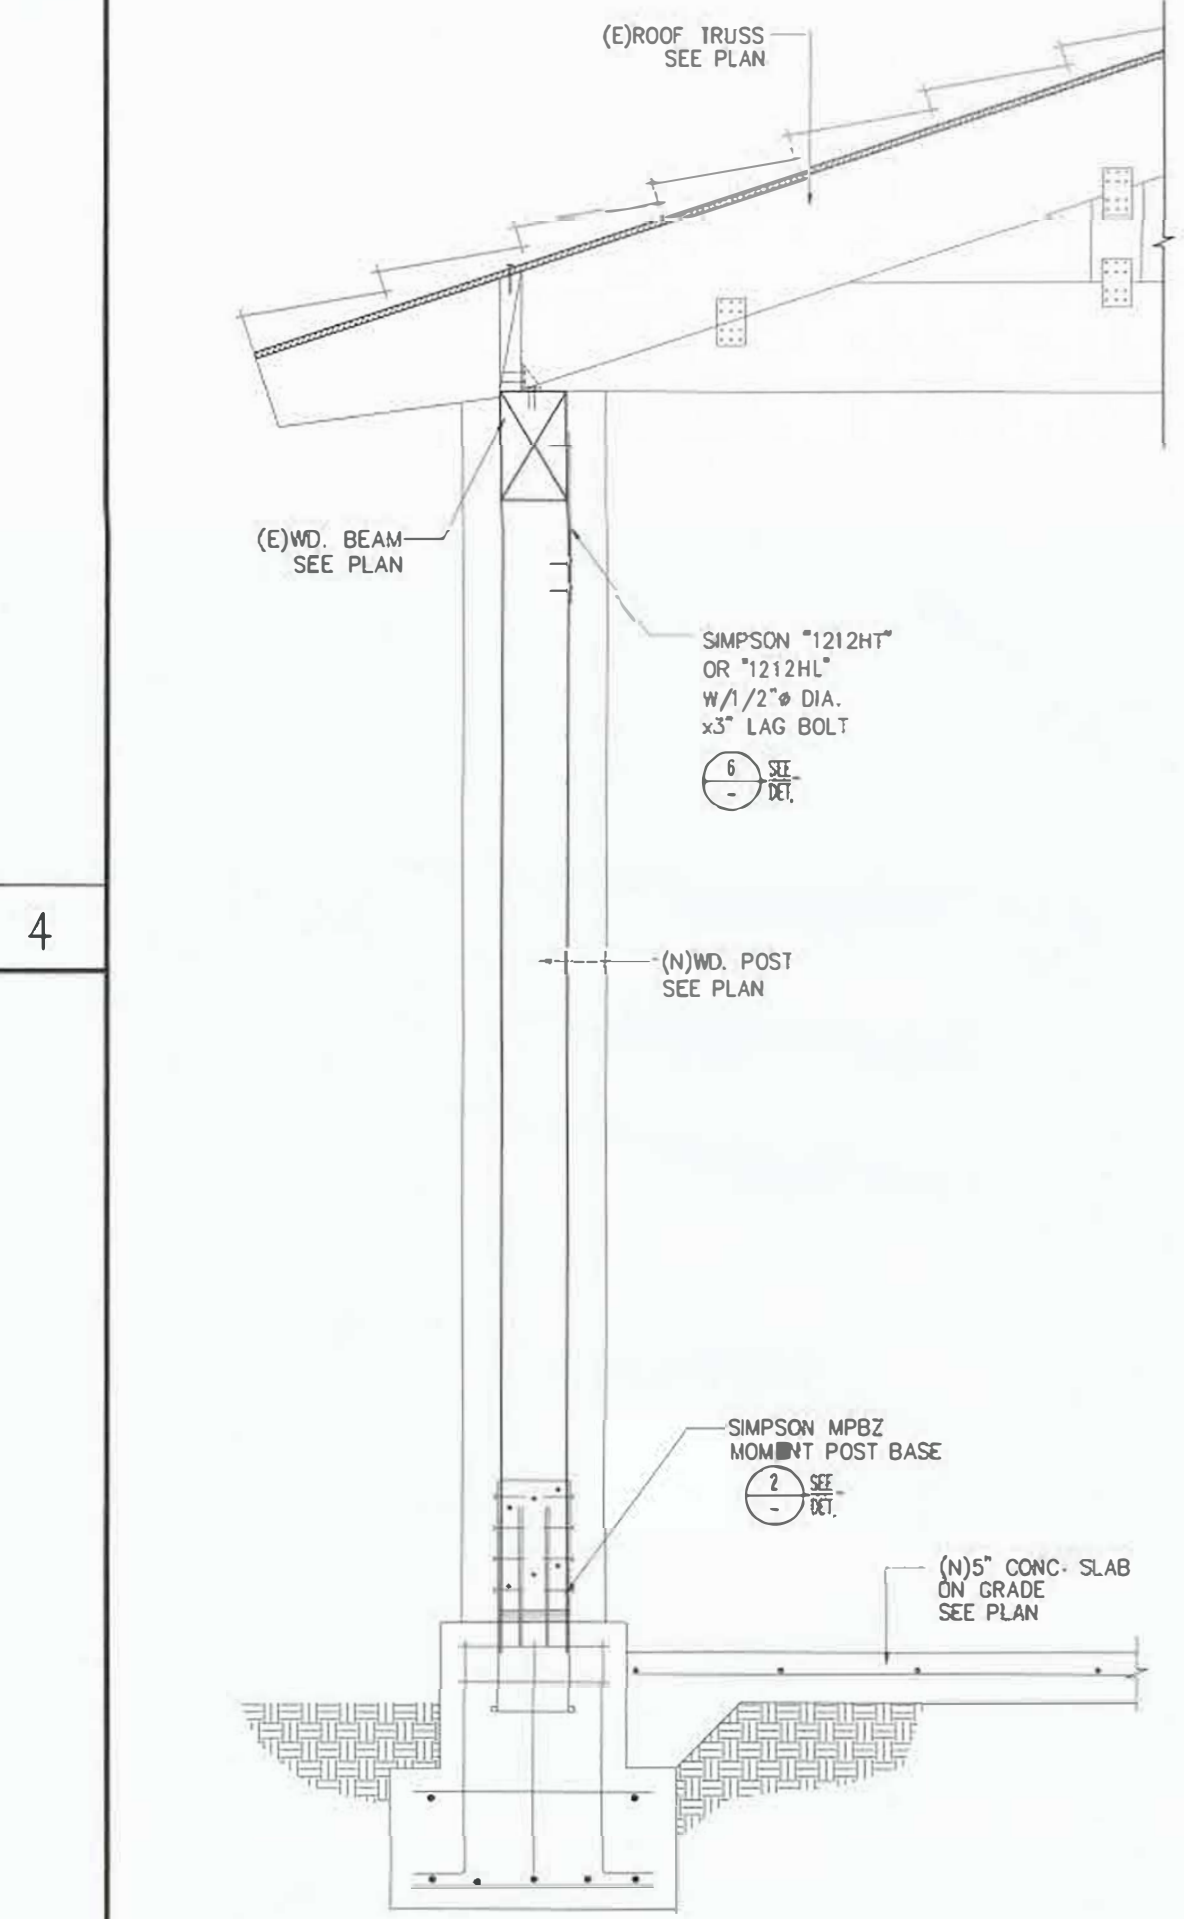 (E)ROOF TRUSS
SEE PLAN
(E)WD. BEAM
SEE PLAN
SIMPSON "1212HT"
OR "1212HL"
W/1/2"ø DIA.
x3" LAG BOLT
6 SEE
- DET.
4
(N)WD. POST
SEE PLAN
SIMPSON MPBZ
MOMENT POST BASE
2 SEE
- DET.
(N)5" CONC. SLAB
ON GRADE
SEE PLAN